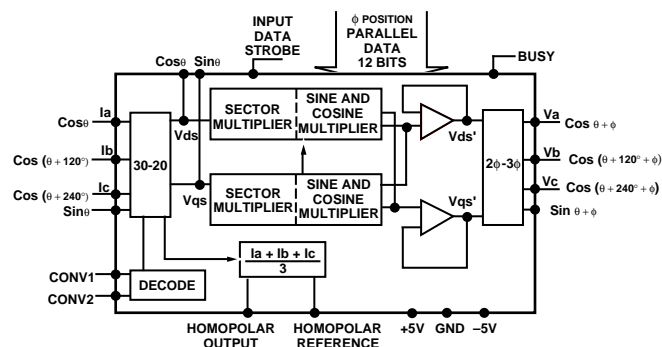 INPUT
DATA
STROBE
ϕ POSITION
PARALLEL
DATA
12 BITS
BUSY
Cosθ Sinθ
Ia
Cosθ
Ib
Cos (θ + 120°)
Ic
Cos (θ + 240°)
Sinθ
30-20
Vds
Vqs
SECTOR
MULTIPLIER
SINE AND
COSINE
MULTIPLIER
SECTOR
MULTIPLIER
SINE AND
COSINE
MULTIPLIER
Vds'
Vqs'
2ϕ-3ϕ
Va
Cos θ + ϕ
Vb
Cos (θ + 120° + ϕ)
Vc
Cos (θ + 240° + ϕ)
Sin θ + ϕ
Ia + Ib + Ic
3
CONV1
CONV2
DECODE
HOMOPOLAR
OUTPUT
HOMOPOLAR
REFERENCE
+5V GND –5V